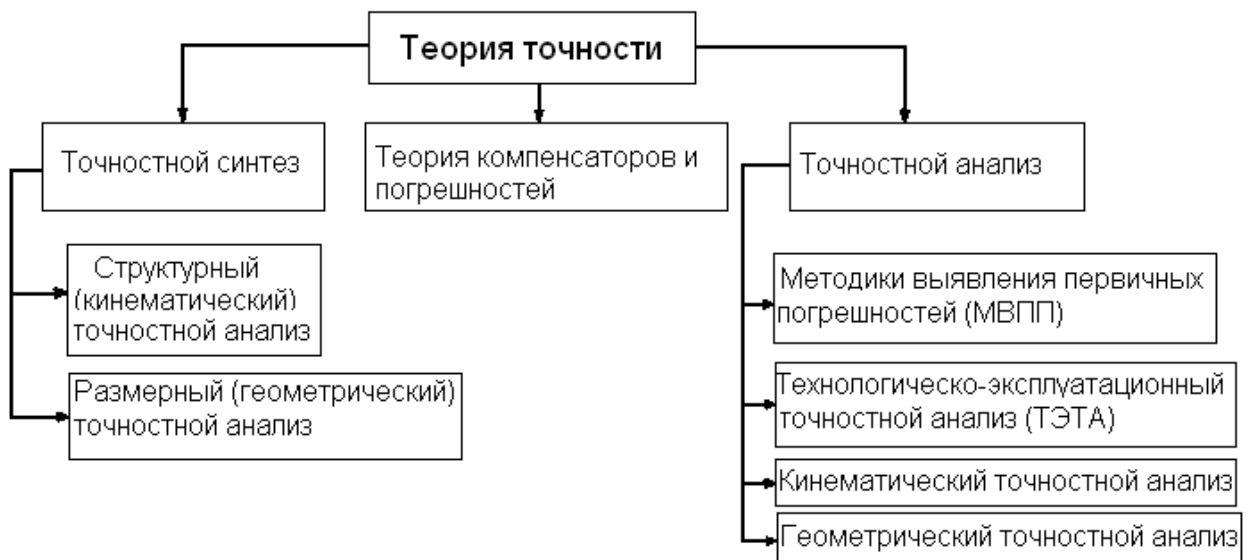 Теория точности
Точностной синтез
Теория компенсаторов и
погрешностей
Точностной анализ
Структурный
(кинематический)
точностной анализ
Размерный (геометрический)
точностной анализ
Методики выявления первичных
погрешностей (МВПП)
Технологическо-эксплуатационный
точностной анализ (ТЭТА)
Кинематический точностной анализ
Геометрический точностной анализ